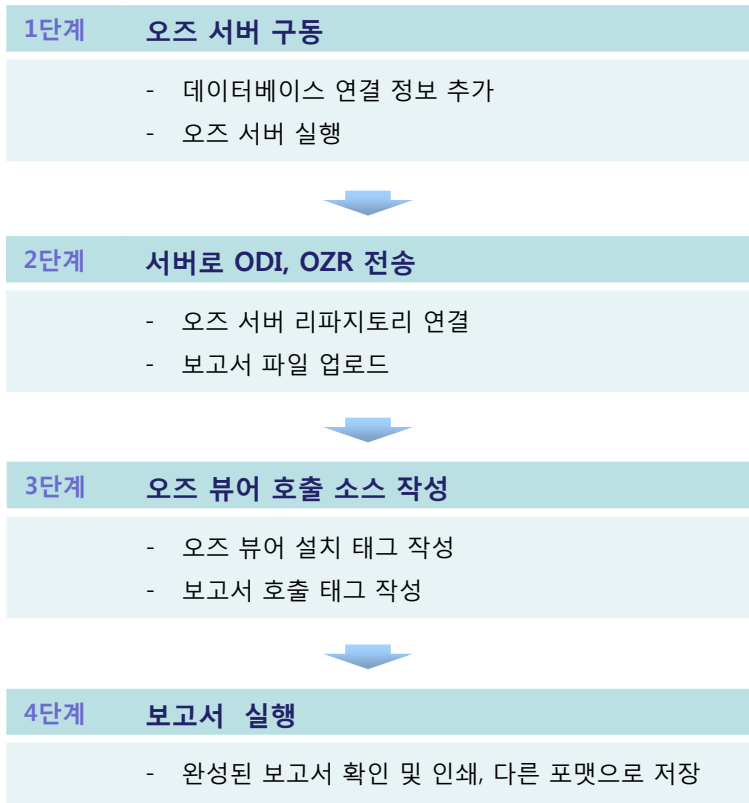 1단계 오즈 서버 구동
- 데이터베이스 연결 정보 추가
- 오즈 서버 실행
2단계 서버로 ODI, OZR 전송
- 오즈 서버 리파지토리 연결
- 보고서 파일 업로드
3단계 오즈 뷰어 호출 소스 작성
- 오즈 뷰어 설치 태그 작성
- 보고서 호출 태그 작성
4단계 보고서 실행
- 완성된 보고서 확인 및 인쇄, 다른 포맷으로 저장